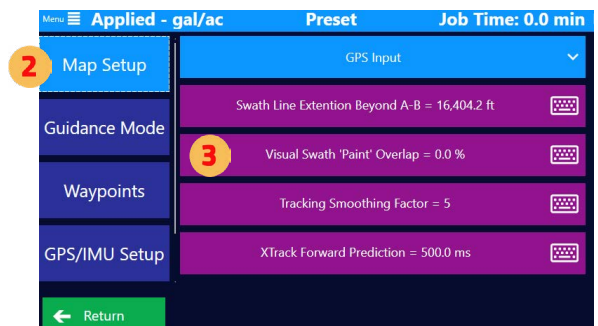 Menu Applied - gal/ac Preset Job Time: 0.0 min
2 Map Setup
GPS Input
Swath Line Extention Beyond A-B = 16,404.2 ft
Guidance Mode
3 Visual Swath 'Paint' Overlap = 0.0 %
Waypoints
Tracking Smoothing Factor = 5
GPS/IMU Setup
XTrack Forward Prediction = 500.0 ms
Return